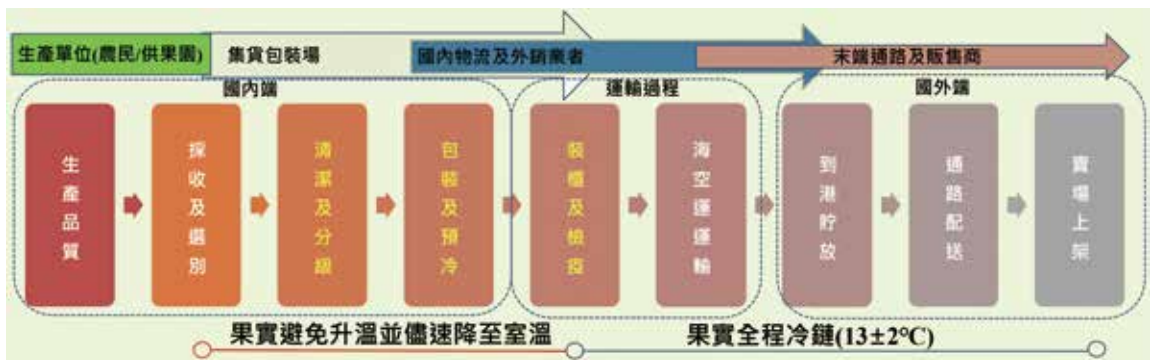 生產單位(農民/供果園)
集貨包裝場
國內物流及外銷業者
末端通路及販售商
國內端
運輸過程
國外端
生產品質
採收及選別
清潔及分級
包裝及預冷
裝櫃及檢疫
海空運運輸
到港貯放
通路配送
賣場上架
果實避免升溫並儘速降至室溫
果實全程冷鏈(13±2°C)